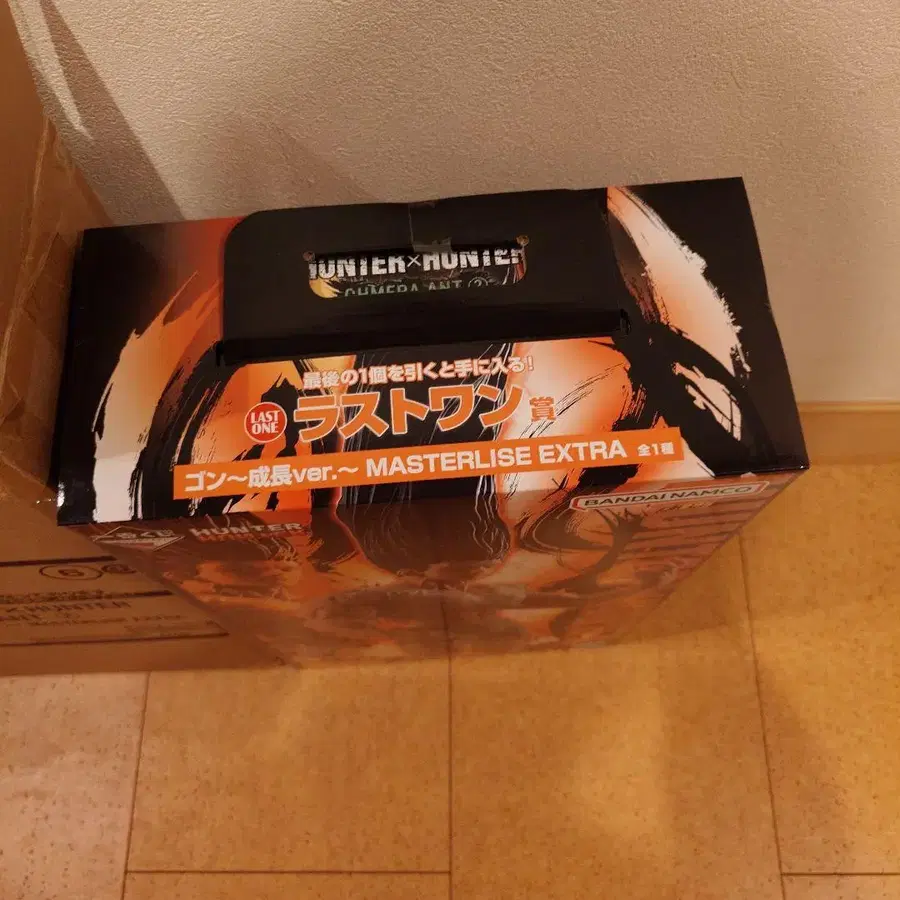 HUNTER×HUNTER
最後の1個を引くと手に入る!
LAST
ONE
ラストワン賞
ゴン~成長ver.~ MASTERLISE EXTRA 全1種
BANDAI NAMCO
HUNTER
HUNTER
ANT